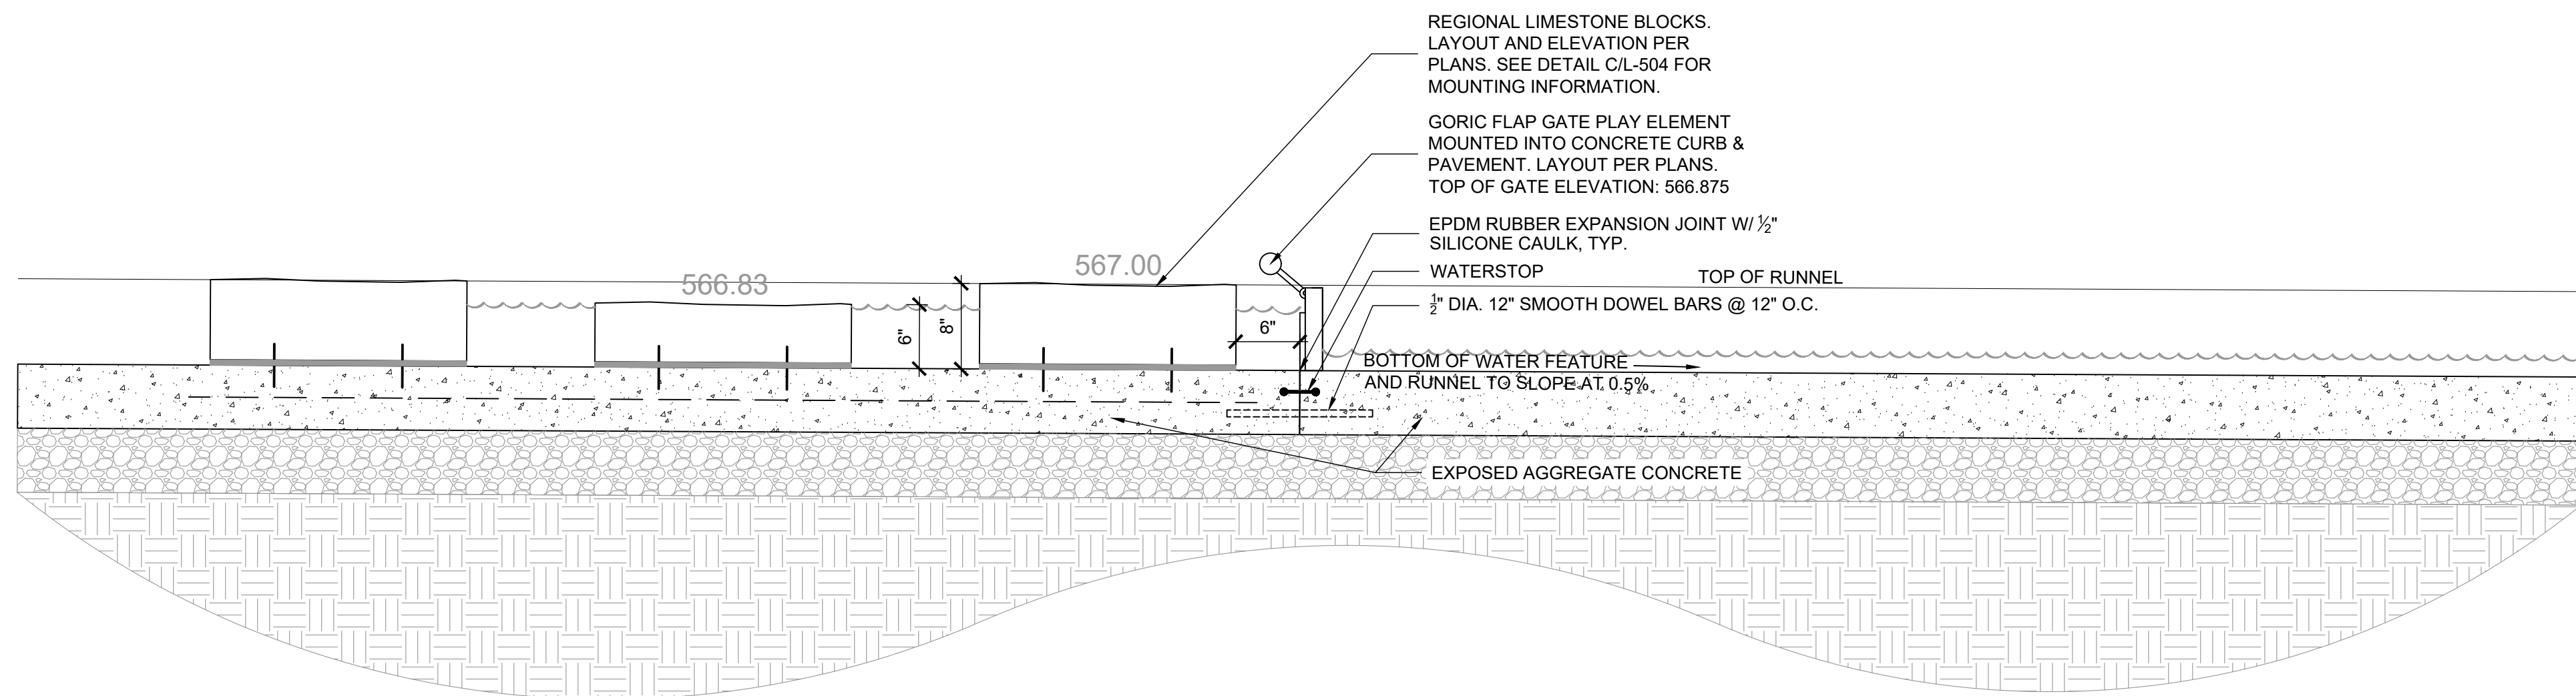 REGIONAL LIMESTONE BLOCKS.
LAYOUT AND ELEVATION PER
PLANS. SEE DETAIL C/L-504 FOR
MOUNTING INFORMATION.
GORIC FLAP GATE PLAY ELEMENT
MOUNTED INTO CONCRETE CURB &
PAVEMENT. LAYOUT PER PLANS.
TOP OF GATE ELEVATION: 566.875
EPDM RUBBER EXPANSION JOINT W/ ½"
SILICONE CAULK, TYP.
WATERSTOP
TOP OF RUNNEL
½" DIA. 12" SMOOTH DOWEL BARS @ 12" O.C.
566.83
567.00
6"
8"
6"
BOTTOM OF WATER FEATURE
AND RUNNEL TO SLOPE AT 0.5%
EXPOSED AGGREGATE CONCRETE